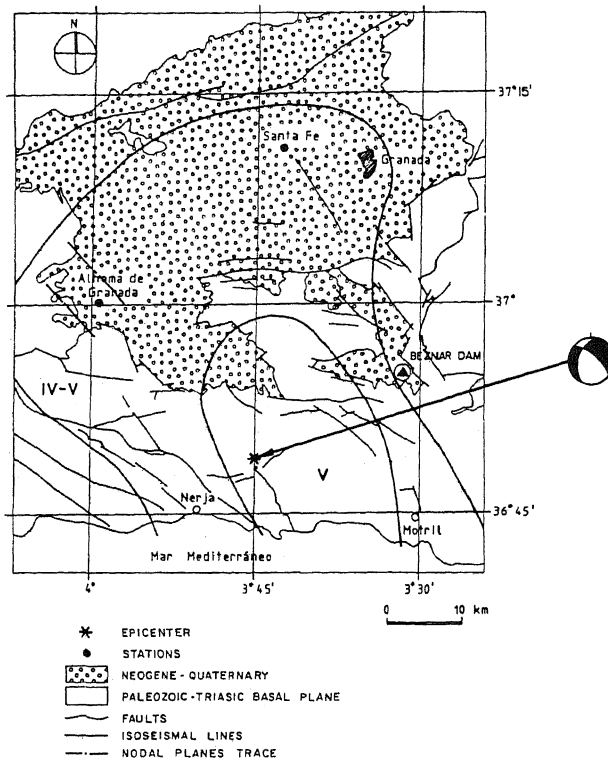 N
37°15'
Santa Fe
Granada
Alhama de
Granada
37°
BEZNAR DAM
IV-V
V
Nerja
36°45'
Motril
Mar Mediterráneo
4°
3°45'
3°30'
0 10 km
EPICENTER
STATIONS
NEOGENE-QUATERNARY
PALEOZOIC-TRIASIC BASAL PLANE
FAULTS
ISOSEISMAL LINES
NODAL PLANES TRACE